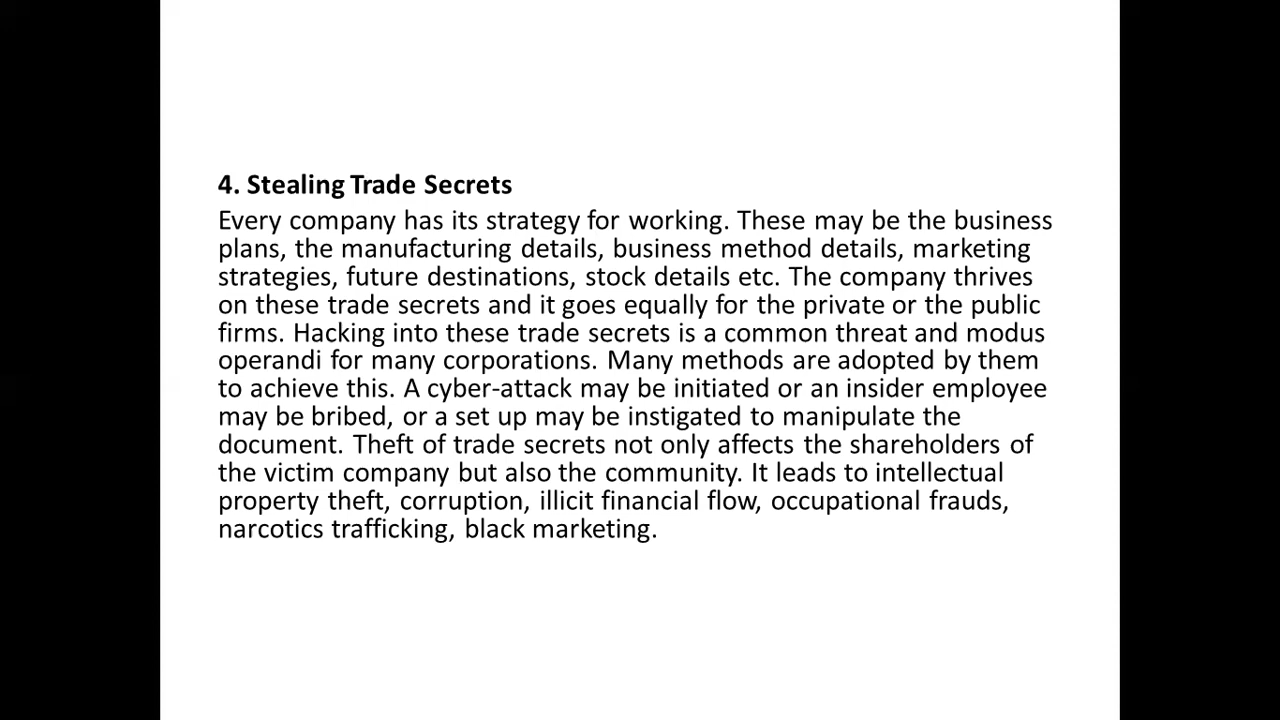 4. Stealing Trade Secrets
Every company has its strategy for working. These may be the business
plans, the manufacturing details, business method details, marketing
strategies, future destinations, stock details etc. The company thrives
on these trade secrets and it goes equally for the private or the public
firms. Hacking into these trade secrets is a common threat and modus
operandi for many corporations. Many methods are adopted by them
to achieve this. A cyber-attack may be initiated or an insider employee
may be bribed, or a set up may be instigated to manipulate the
document. Theft of trade secrets not only affects the shareholders of
the victim company but also the community. It leads to intellectual
property theft, corruption, illicit financial flow, occupational frauds,
narcotics trafficking, black marketing.